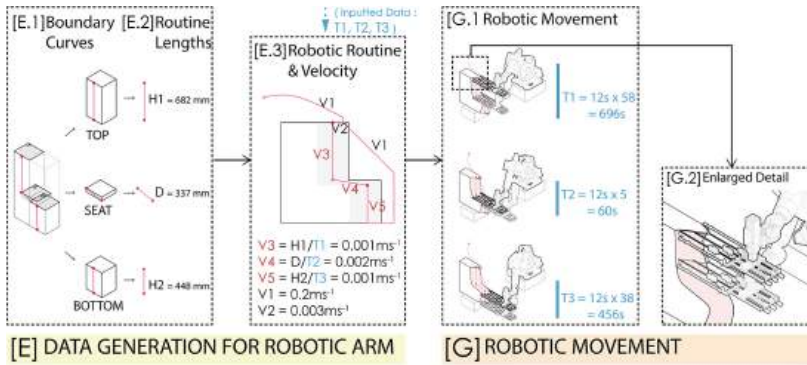 [E.1]Boundary Curves
[E.2]Routine Lengths
TOP
H1 = 682 mm
SEAT
D = 337 mm
BOTTOM
H2 = 448 mm
( Inputted Data :
T1, T2, T3 )
[E.3]Robotic Routine
& Velocity
V1
V2
V1
V3
V4
V5
V3 = H1/T1 = 0.001ms⁻¹
V4 = D/T2 = 0.002ms⁻¹
V5 = H2/T3 = 0.001ms⁻¹
V1 = 0.2ms⁻¹
V2 = 0.003ms⁻¹
[E] DATA GENERATION FOR ROBOTIC ARM
[G.1 Robotic Movement
T1 = 12s x 58
= 696s
T2 = 12s x 5
= 60s
T3 = 12s x 38
= 456s
[G.2] Enlarged Detail
[G] ROBOTIC MOVEMENT